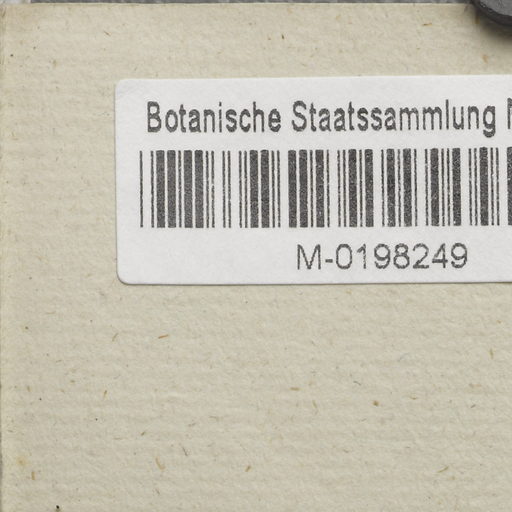 Botanische Staatssammlung
M-0198249